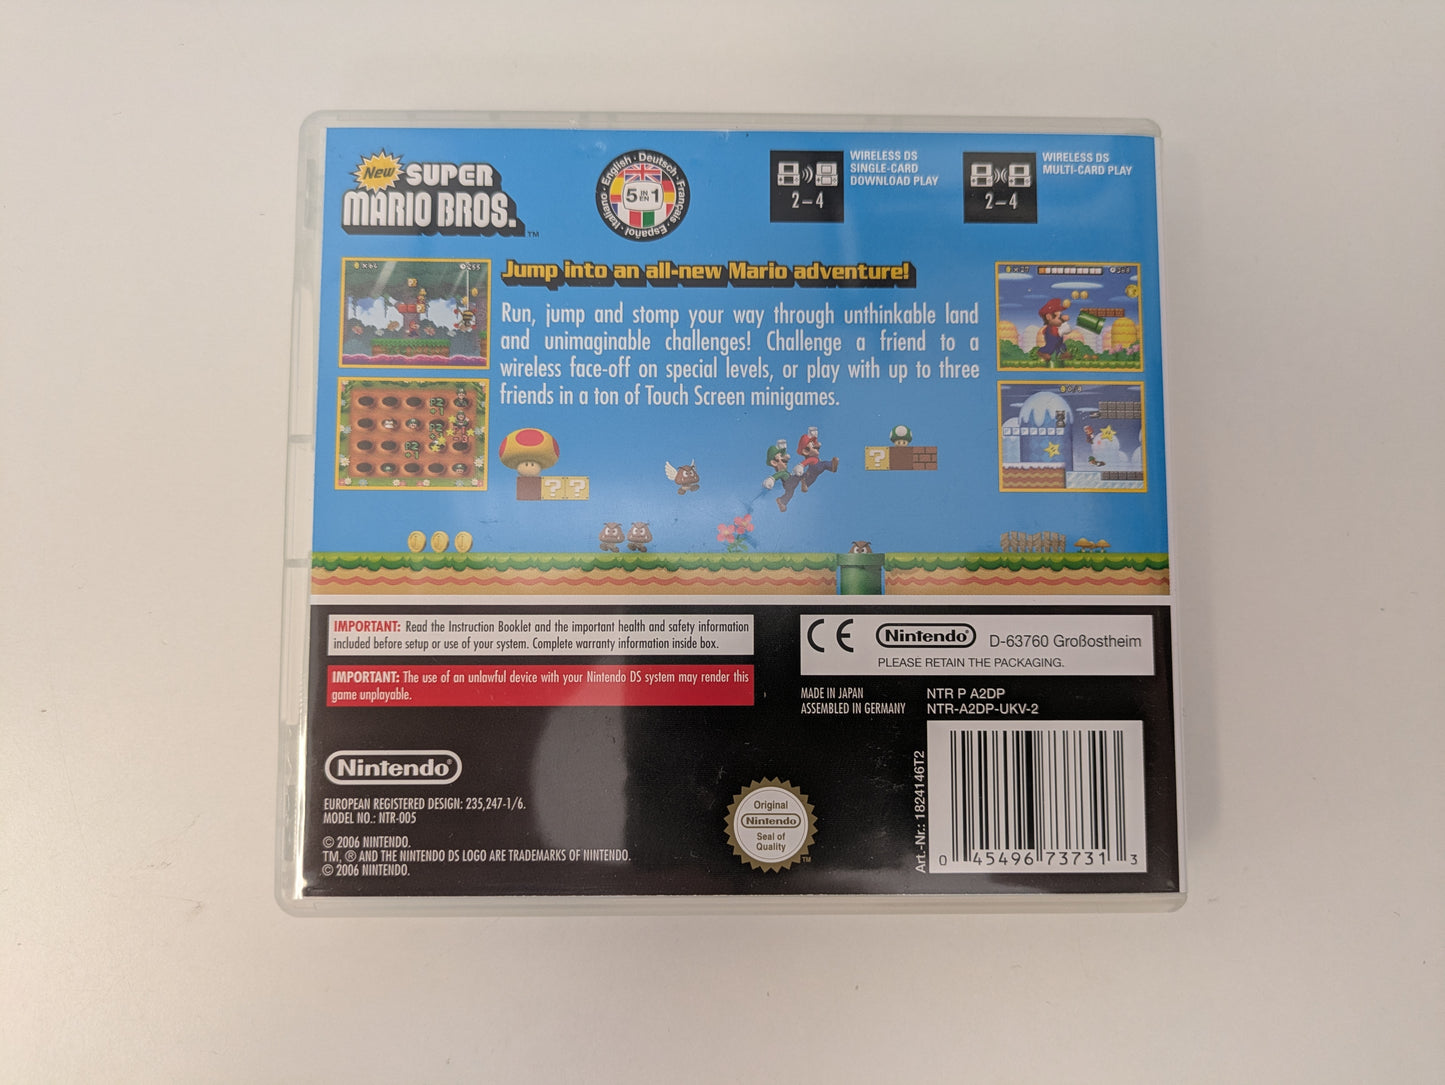 New SUPER
MARIO BROS.™
English · Deutsch · Français · Español · Italiano
5 IN EN 1
WIRELESS DS
SINGLE-CARD
DOWNLOAD PLAY
2–4
WIRELESS DS
MULTI-CARD PLAY
2–4
Jump into an all-new Mario adventure!
Run, jump and stomp your way through unthinkable land
and unimaginable challenges! Challenge a friend to a
wireless face-off on special levels, or play with up to three
friends in a ton of Touch Screen minigames.
IMPORTANT: Read the Instruction Booklet and the important health and safety information
included before setup or use of your system. Complete warranty information inside box.
IMPORTANT: The use of an unlawful device with your Nintendo DS system may render this
game unplayable.
CE Nintendo D-63760 Großostheim
PLEASE RETAIN THE PACKAGING.
MADE IN JAPAN
ASSEMBLED IN GERMANY
NTR P A2DP
NTR-A2DP-UKV-2
Nintendo
EUROPEAN REGISTERED DESIGN: 235,247-1/6.
MODEL NO.: NTR-005
© 2006 NINTENDO.
TM, ® AND THE NINTENDO DS LOGO ARE TRADEMARKS OF NINTENDO.
© 2006 NINTENDO.
Original
Nintendo
Seal of
Quality
TM
Art.-Nr.: 1824146T2
0 45496 73731 3